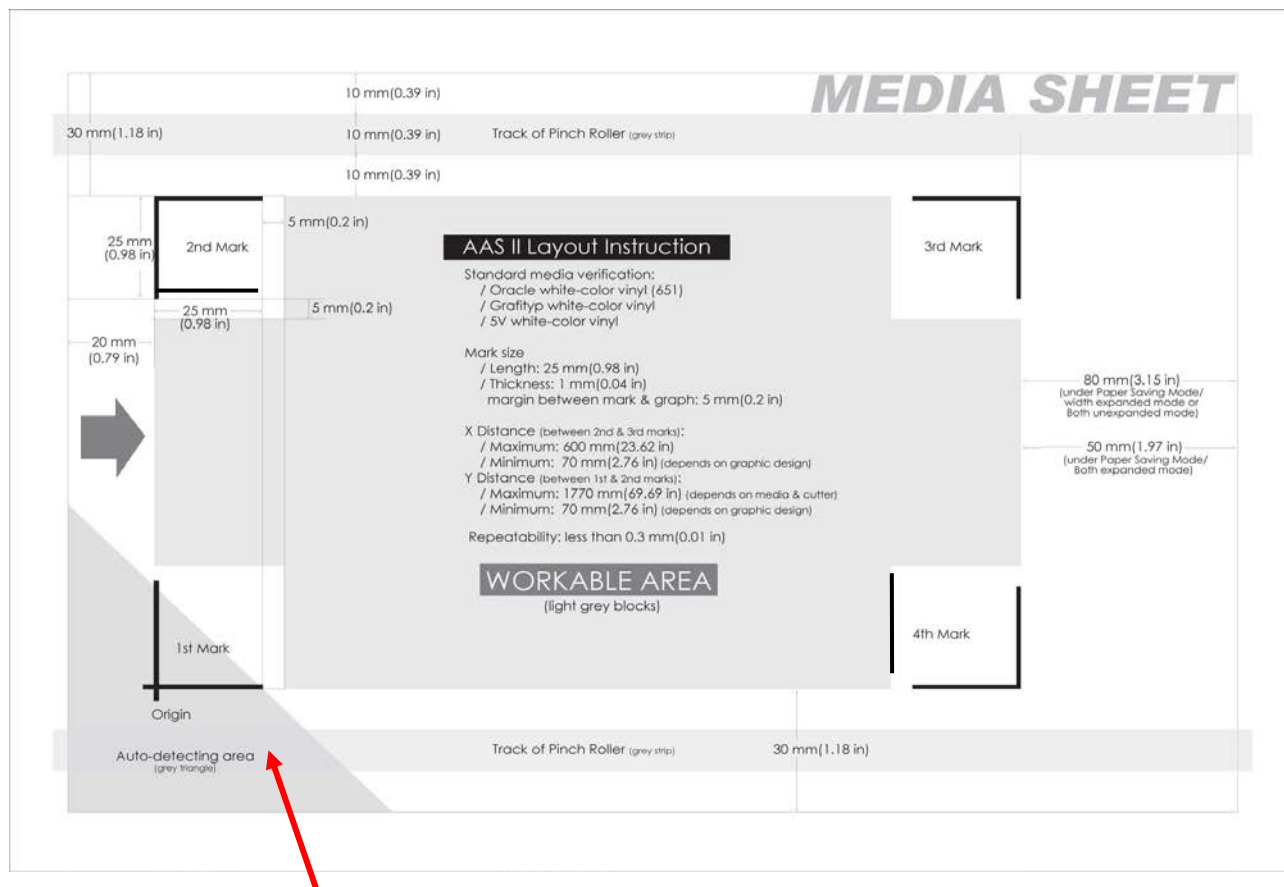 MEDIA SHEET
10 mm(0.39 in)
30 mm(1.18 in)
10 mm(0.39 in)
Track of Pinch Roller (grey strip)
10 mm(0.39 in)
5 mm(0.2 in)
25 mm
(0.98 in)
2nd Mark
AAS II Layout Instruction
3rd Mark
Standard media verification:
/ Oracle white-color vinyl (651)
/ Grafityp white-color vinyl
/ 5V white-color vinyl
25 mm
(0.98 in)
5 mm(0.2 in)
20 mm
(0.79 in)
Mark size
/ Length: 25 mm(0.98 in)
/ Thickness: 1 mm(0.04 in)
margin between mark & graph: 5 mm(0.2 in)
80 mm(3.15 in)
(under Paper Saving Mode/
width expanded mode or
Both unexpanded mode)
X Distance (between 2nd & 3rd marks):
/ Maximum: 600 mm(23.62 in)
/ Minimum: 70 mm(2.76 in) (depends on graphic design)
Y Distance (between 1st & 2nd marks):
/ Maximum: 1770 mm(69.69 in) (depends on media & cutter)
/ Minimum: 70 mm(2.76 in) (depends on graphic design)
50 mm(1.97 in)
(under Paper Saving Mode/
Both expanded mode)
Repeatability: less than 0.3 mm(0.01 in)
WORKABLE AREA
(light grey blocks)
1st Mark
4th Mark
Origin
Auto-detecting area
(grey triangle)
Track of Pinch Roller (grey strip)
30 mm(1.18 in)